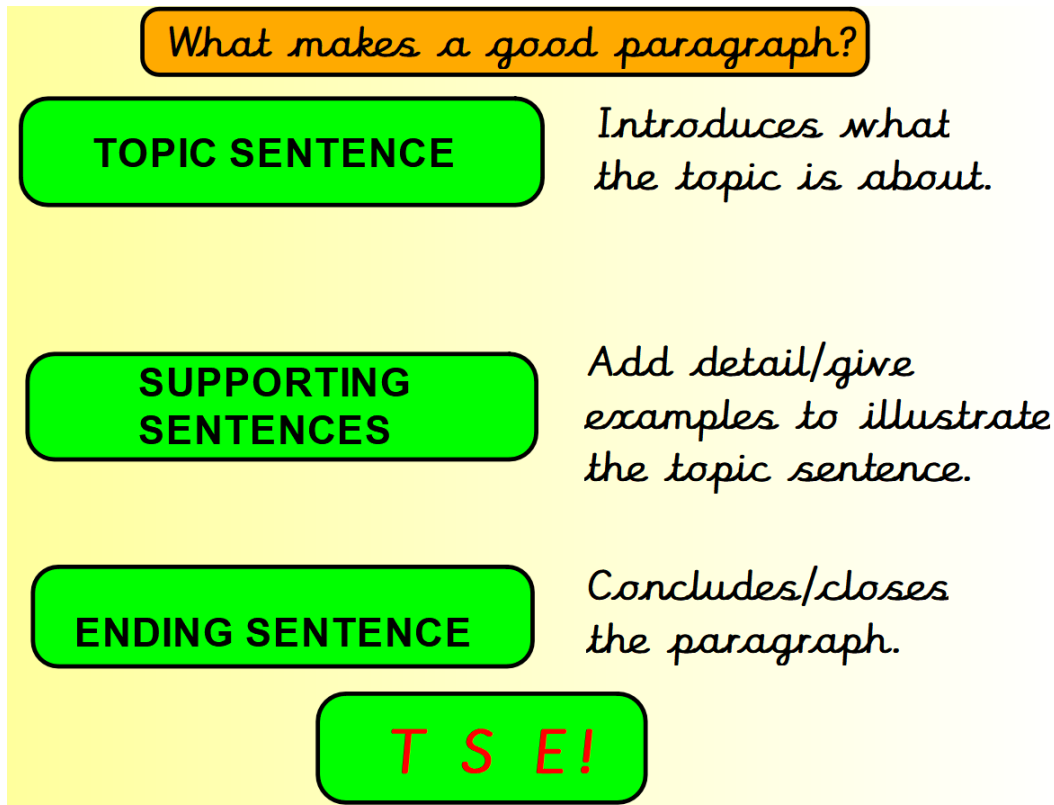 What makes a good paragraph?
TOPIC SENTENCE
Introduces what
the topic is about.
SUPPORTING
SENTENCES
Add detail/give
examples to illustrate
the topic sentence.
ENDING SENTENCE
Concludes/closes
the paragraph.
T S E!